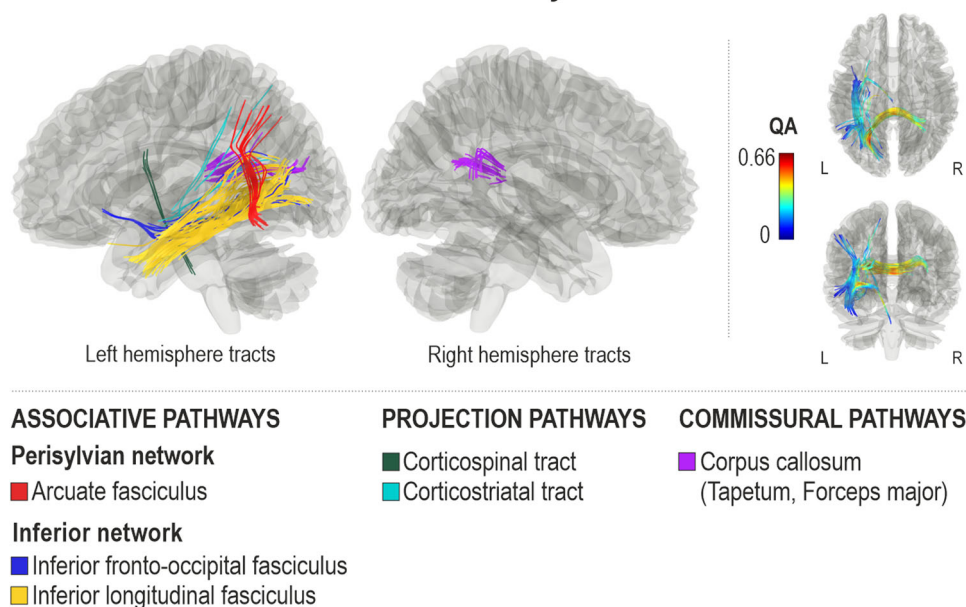 QA
0.66
0
L R
L R
Left hemisphere tracts
Right hemisphere tracts
ASSOCIATIVE PATHWAYS
Perisylvian network
Arcuate fasciculus
Inferior network
Inferior fronto-occipital fasciculus
Inferior longitudinal fasciculus
PROJECTION PATHWAYS
Corticospinal tract
Corticostriatal tract
COMMISSURAL PATHWAYS
Corpus callosum
(Tapetum, Forceps major)